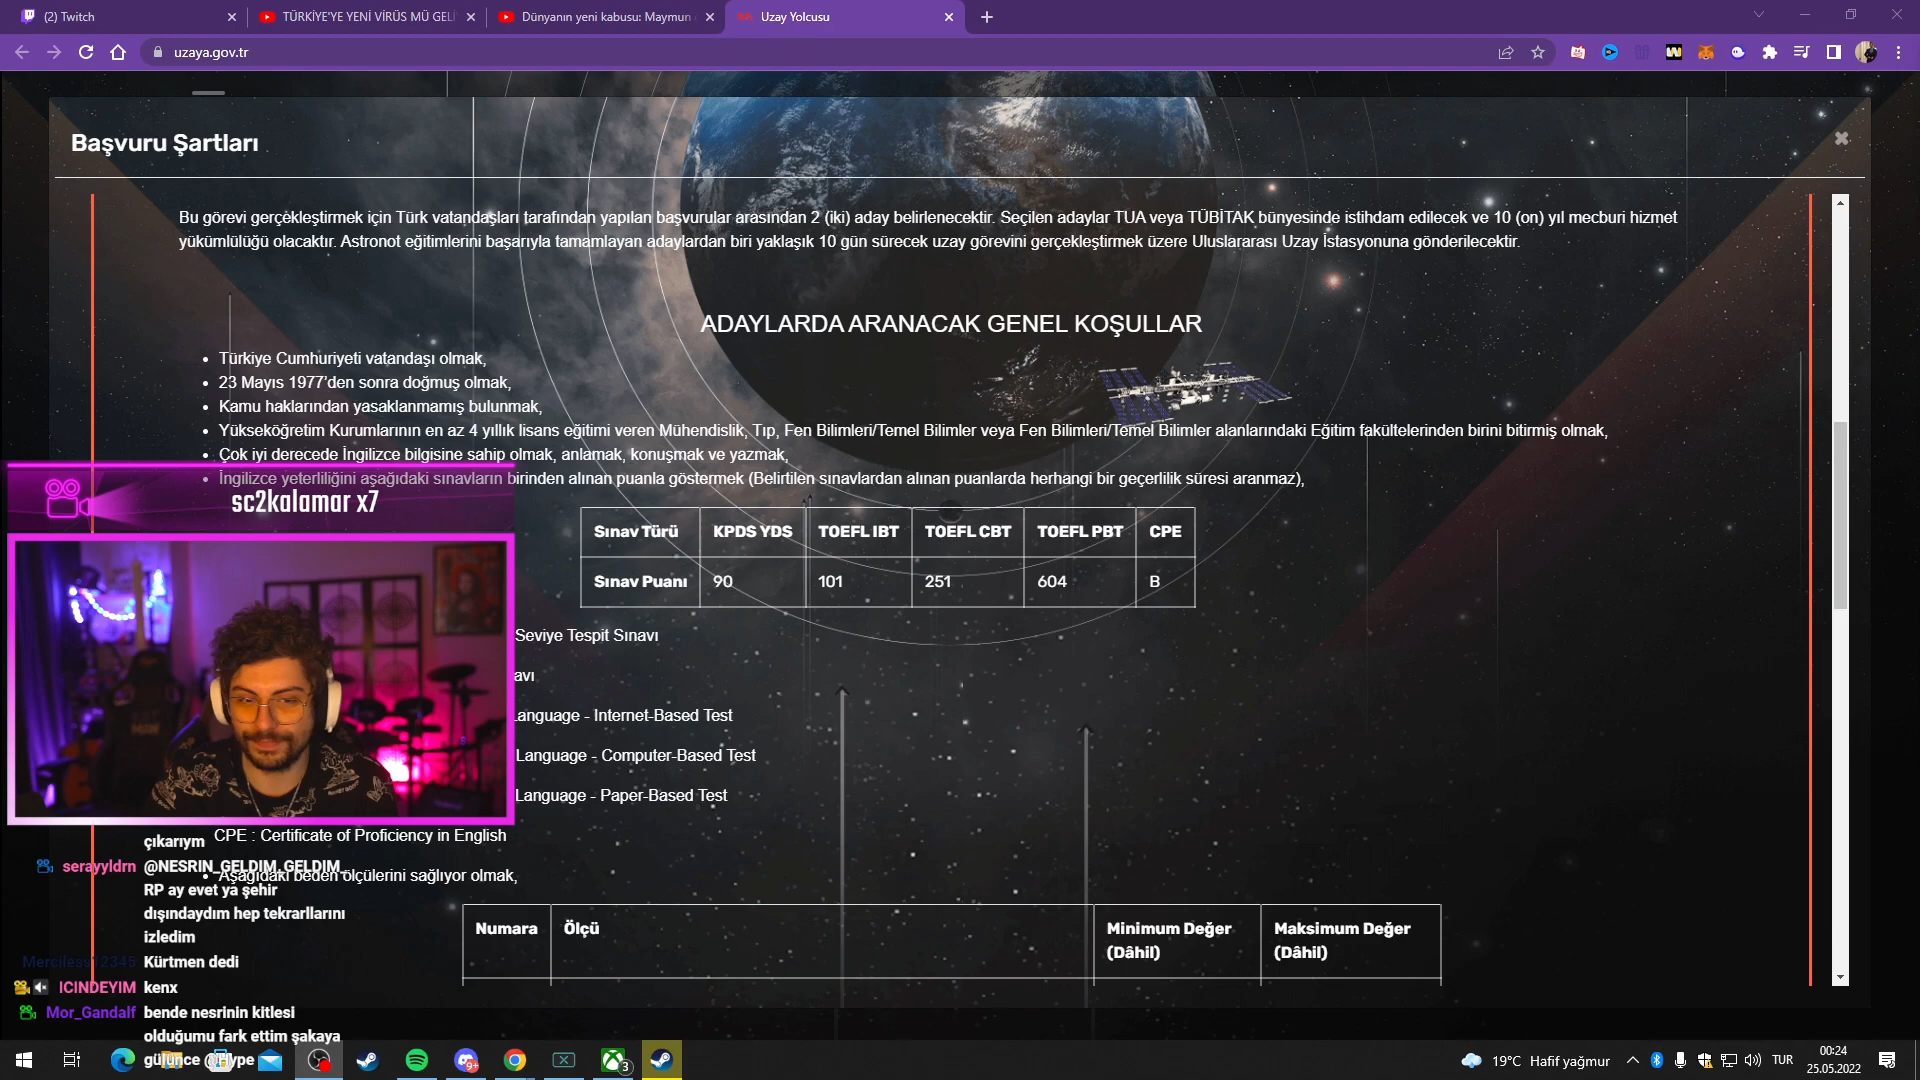 (2) Twitch
TÜRKİYE'YE YENİ VİRÜS MÜ GELİ
Dünyanın yeni kabusu: Maymun
Uzay Yolcusu
uzaya.gov.tr
Başvuru Şartları
Bu görevi gerçekleştirmek için Türk vatandaşları tarafından yapılan başvurular arasından 2 (iki) aday belirlenecektir. Seçilen adaylar TUA veya TÜBİTAK bünyesinde istihdam edilecek ve 10 (on) yıl mecburi hizmet
yükümlülüğü olacaktır. Astronot eğitimlerini başarıyla tamamlayan adaylardan biri yaklaşık 10 gün sürecek uzay görevini gerçekleştirmek üzere Uluslararası Uzay İstasyonuna gönderilecektir.
ADAYLARDA ARANACAK GENEL KOŞULLAR
• Türkiye Cumhuriyeti vatandaşı olmak,
• 23 Mayıs 1977'den sonra doğmuş olmak,
• Kamu haklarından yasaklanmamış bulunmak,
• Yükseköğretim Kurumlarının en az 4 yıllık lisans eğitimi veren Mühendislik, Tıp, Fen Bilimleri/Temel Bilimler veya Fen Bilimleri/Temel Bilimler alanlarındaki Eğitim fakültelerinden birini bitirmiş olmak,
• Çok iyi derecede İngilizce bilgisine sahip olmak, anlamak, konuşmak ve yazmak,
• İngilizce yeterliliğini aşağıdaki sınavların birinden alınan puanla göstermek (Belirtilen sınavlardan alınan puanlarda herhangi bir geçerlilik süresi aranmaz),
sc2kalamar x7
Sınav Türü KPDS YDS TOEFL IBT TOEFL CBT TOEFL PBT CPE
Sınav Puanı 90 101 251 604 B
Seviye Tespit Sınavı
avı
Language - Internet-Based Test
Language - Computer-Based Test
Language - Paper-Based Test
CPE : Certificate of Proficiency in English
• Aşağıdaki beden ölçülerini sağlıyor olmak,
Numara Ölçü Minimum Değer (Dâhil) Maksimum Değer (Dâhil)
çıkarıym
serayyldrn @NESRIN_GELDIM_GELDIM_
RP ay evet ya şehir
dışındaydım hep tekrarllarını
izledim
Merciless12345 Kürtmen dedi
ICINDEYIM kenx
Mor_Gandalf bende nesrinin kitlesi
olduğumu fark ettim şakaya
gülünce @Hype
9+
3
19°C Hafif yağmur
TUR
00:24
25.05.2022